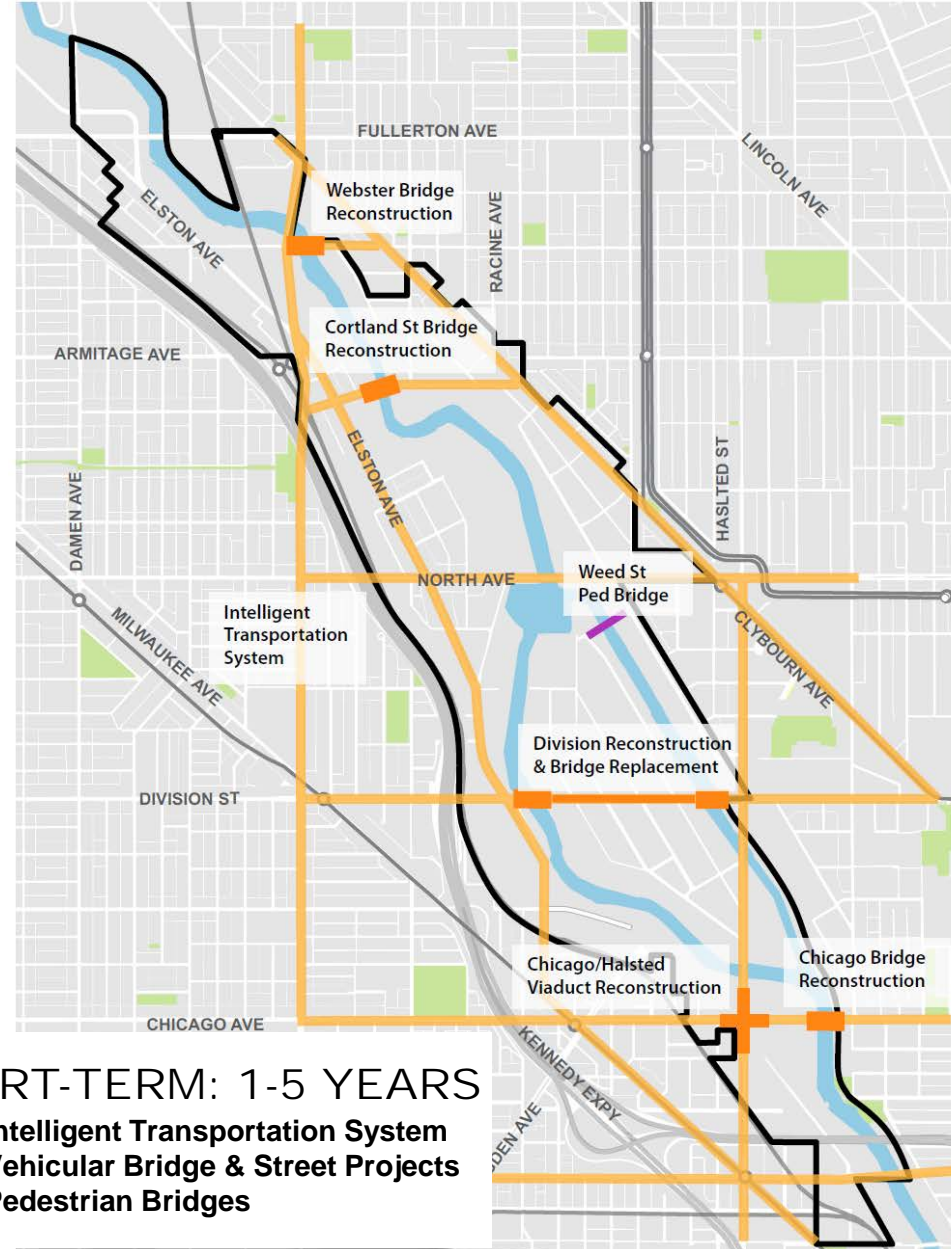 FULLERTON AVE
LINCOLN AVE
Webster Bridge
Reconstruction
ELSTON AVE
RACINE AVE
Cortland St Bridge
Reconstruction
ARMITAGE AVE
ELSTON AVE
HASLTED ST
DAMEN AVE
NORTH AVE
Weed St
Ped Bridge
Intelligent
Transportation
System
CLYBOURN AVE
MILWAUKEE AVE
Division Reconstruction
& Bridge Replacement
DIVISION ST
Chicago/Halsted
Viaduct Reconstruction
Chicago Bridge
Reconstruction
CHICAGO AVE
KENNEDY EXPY
DEN AVE
RT-TERM: 1-5 YEARS
ntelligent Transportation System
Vehicular Bridge & Street Projects
Pedestrian Bridges